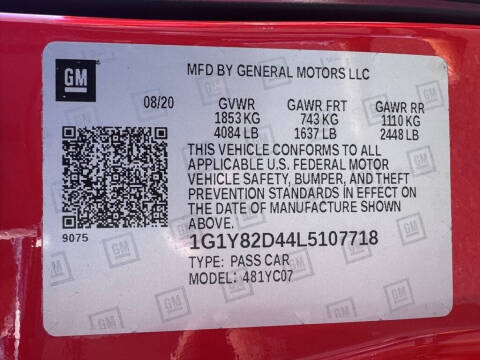 GM
MFD BY GENERAL MOTORS LLC
08/20 GVWR GAWR FRT GAWR RR
1853 KG 743 KG 1110 KG
4084 LB 1637 LB 2448 LB
THIS VEHICLE CONFORMS TO ALL
APPLICABLE U.S. FEDERAL MOTOR
VEHICLE SAFETY, BUMPER, AND THEFT
PREVENTION STANDARDS IN EFFECT ON
THE DATE OF MANUFACTURE SHOWN
ABOVE.
9075
1G1Y82D44L5107718
TYPE: PASS CAR
MODEL: 481YC07